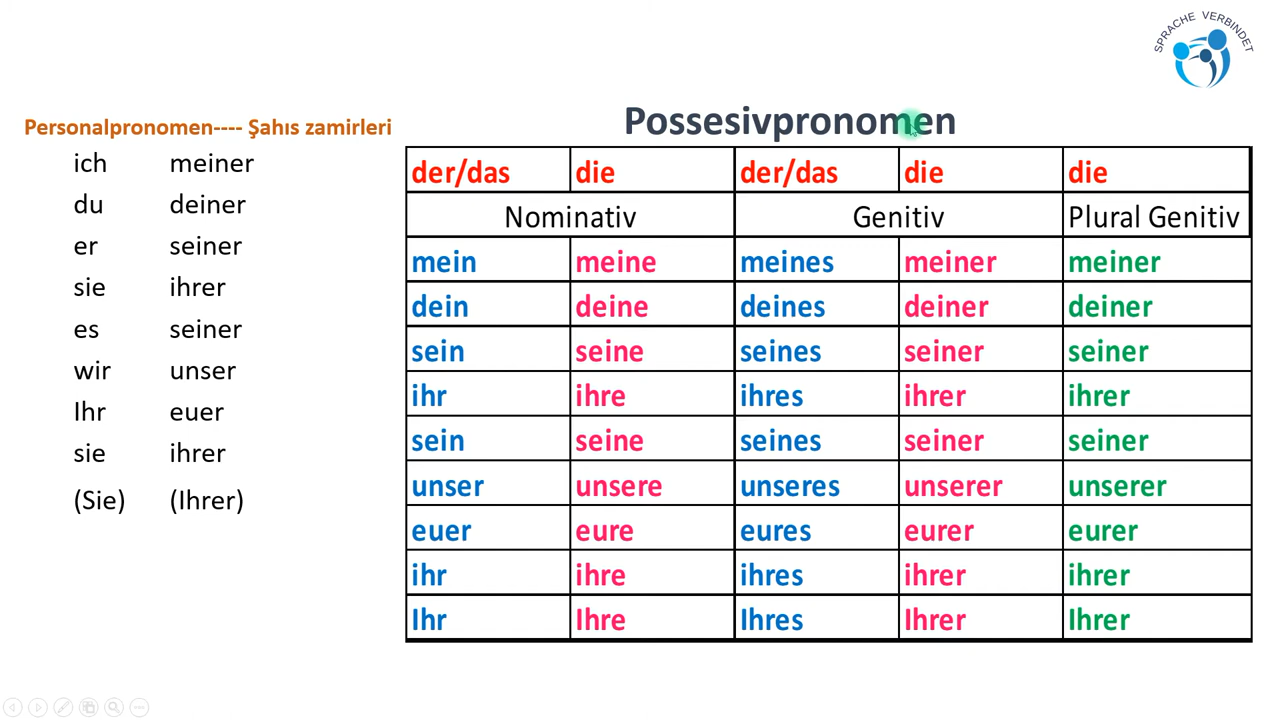 SPRACHE VERBINDET
Possesivpronomen
Personalpronomen---- Şahıs zamirleri
ich meiner
du deiner
er seiner
sie ihrer
es seiner
wir unser
Ihr euer
sie ihrer
(Sie) (Ihrer)
der/das die der/das die die
Nominativ Genitiv Plural Genitiv
mein meine meines meiner meiner
dein deine deines deiner deiner
sein seine seines seiner seiner
ihr ihre ihres ihrer ihrer
sein seine seines seiner seiner
unser unsere unseres unserer unserer
euer eure eures eurer eurer
ihr ihre ihres ihrer ihrer
Ihr Ihre Ihres Ihrer Ihrer